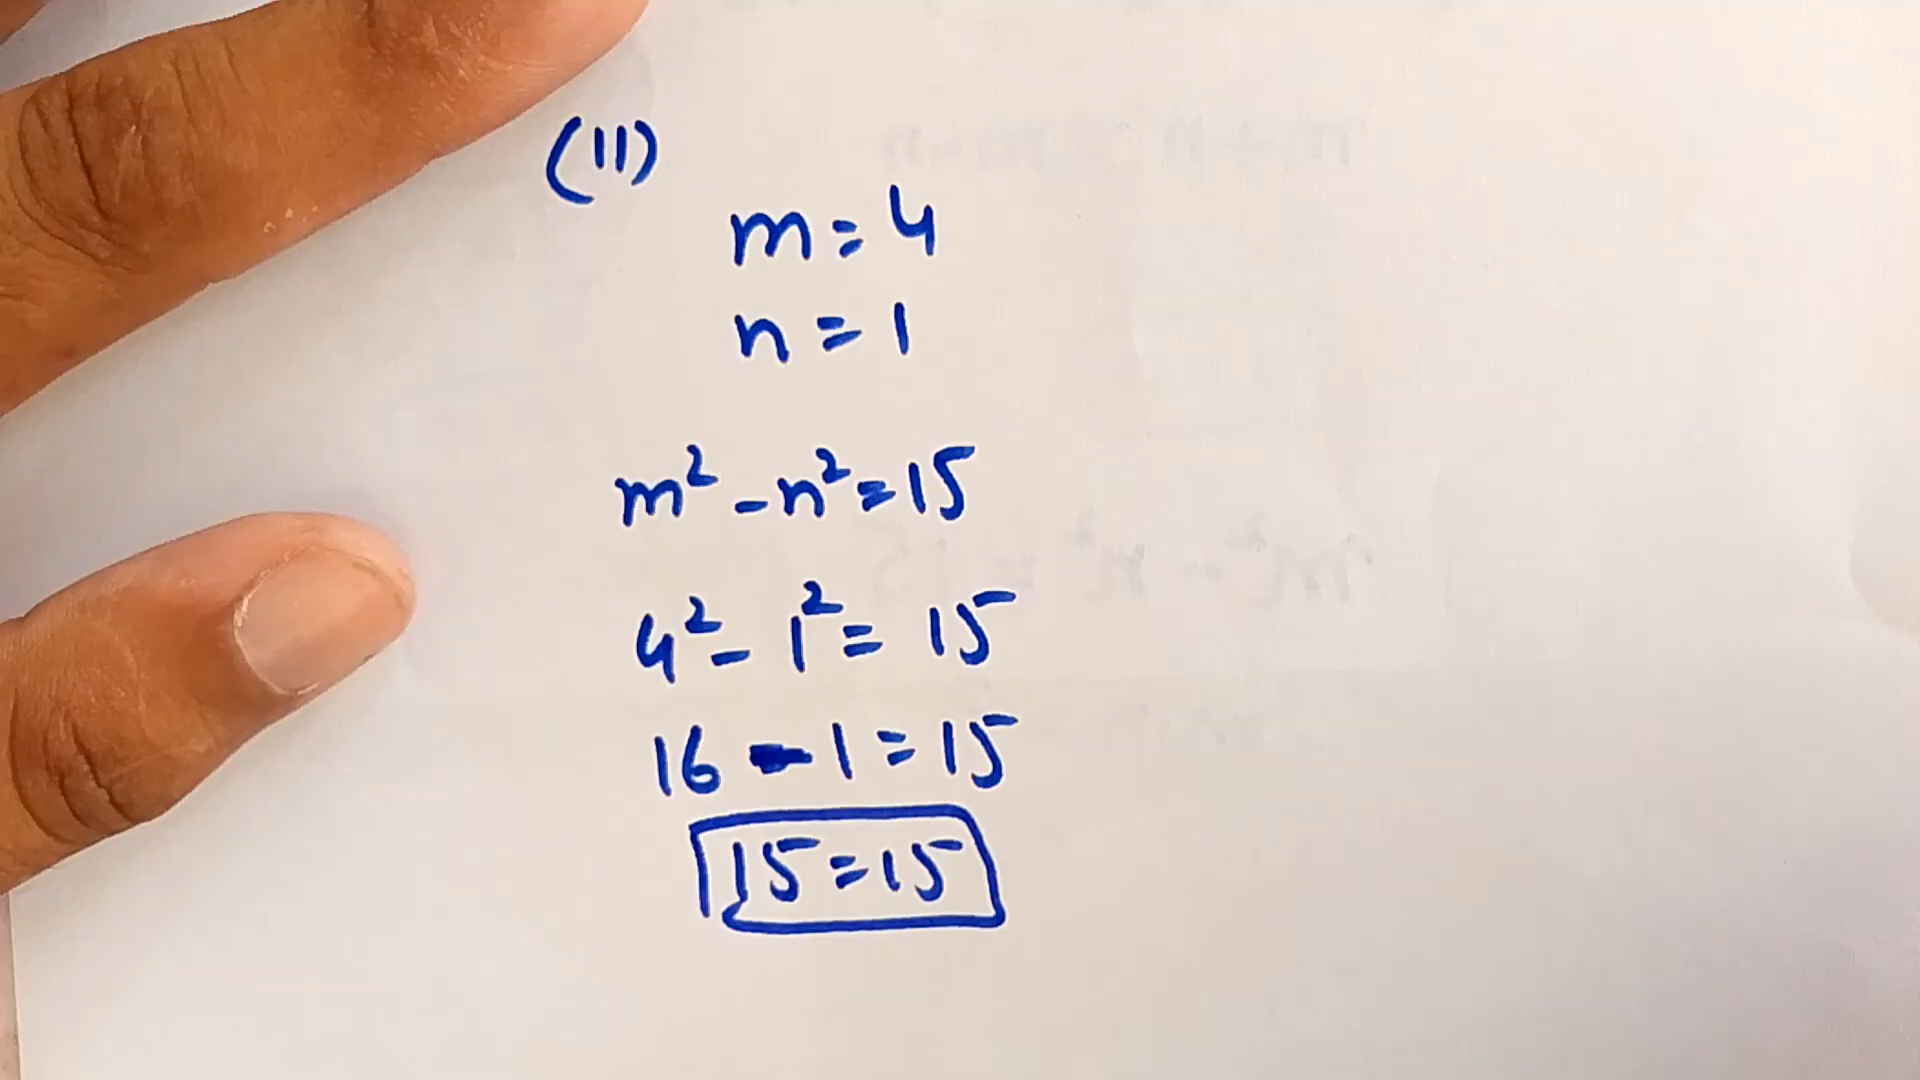 (11)
m = 4
n = 1
m² - n² = 15
4² - 1² = 15
16 - 1 = 15
15 = 15